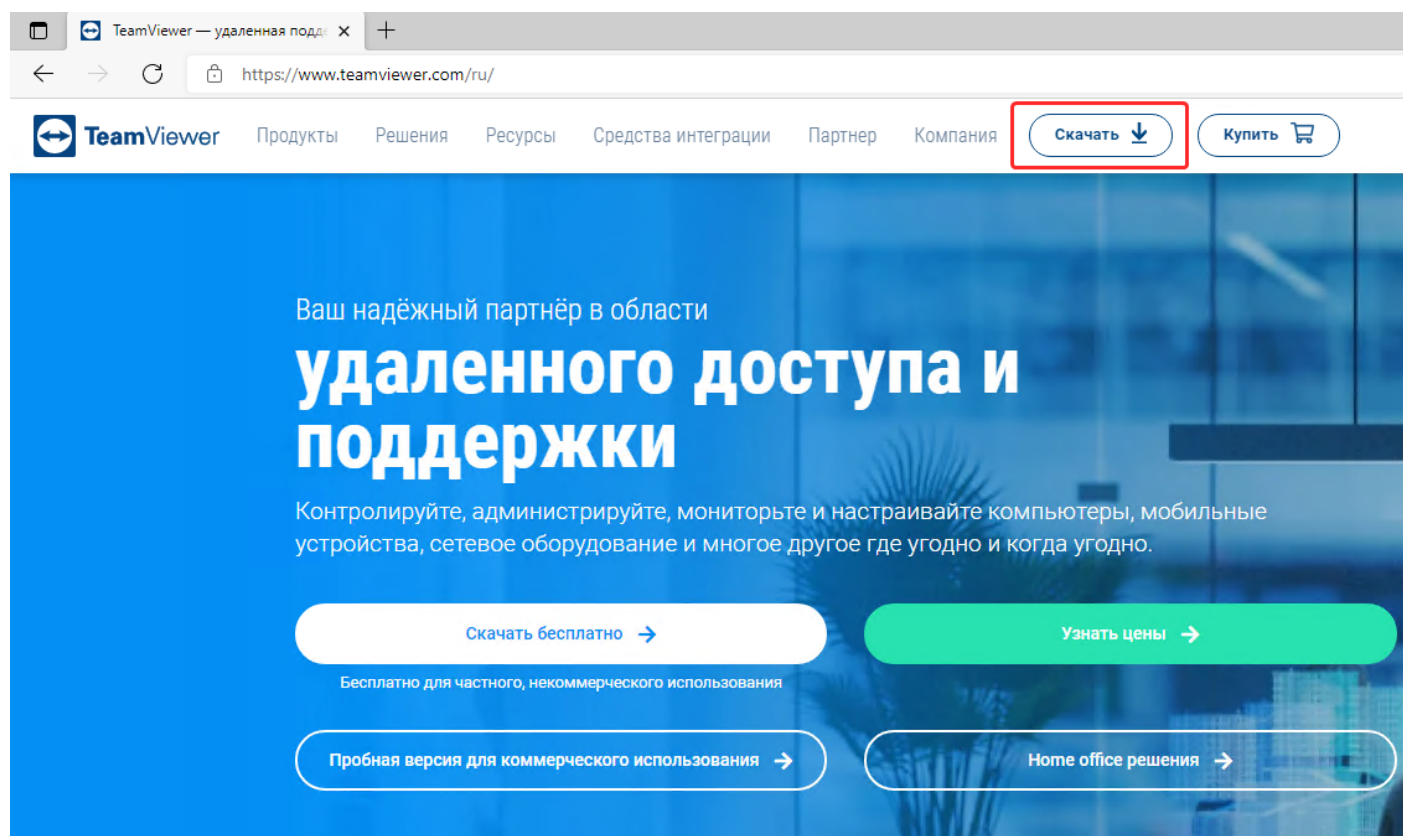 TeamViewer — удаленная подде
https://www.teamviewer.com/ru/
TeamViewer Продукты Решения Ресурсы Средства интеграции Партнер Компания Скачать Купить
Ваш надёжный партнёр в области
удаленного доступа и
поддержки
Контролируйте, администрируйте, мониторьте и настраивайте компьютеры, мобильные
устройства, сетевое оборудование и многое другое где угодно и когда угодно.
Скачать бесплатно Узнать цены
Бесплатно для частного, некоммерческого использования
Пробная версия для коммерческого использования Home office решения